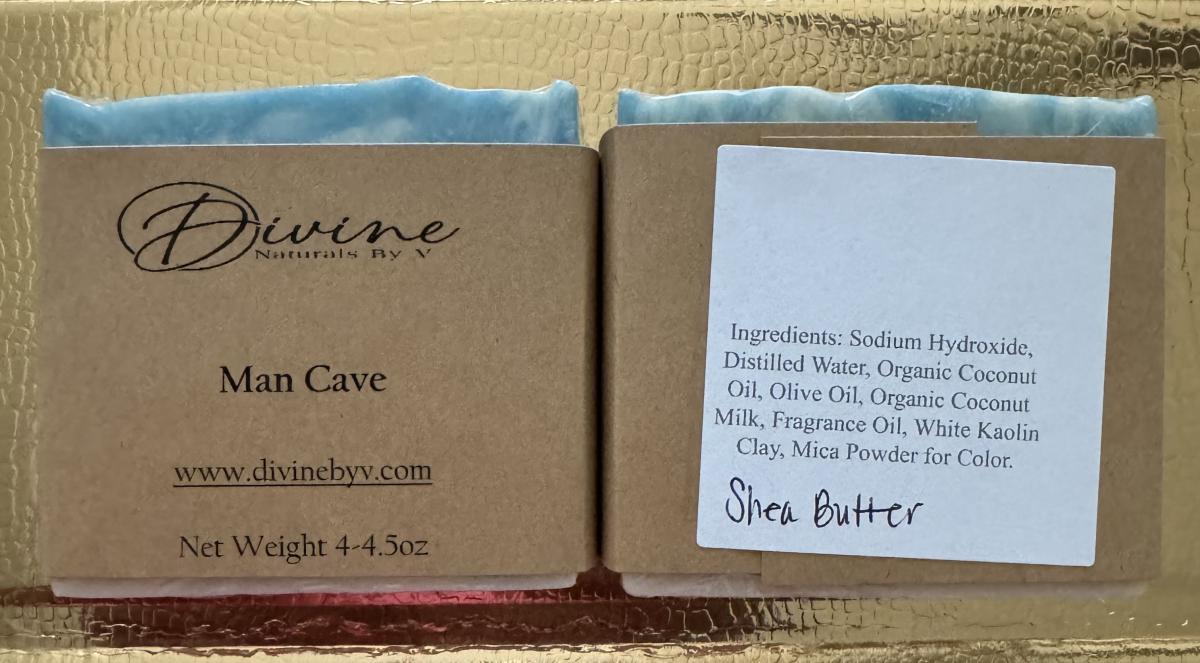 Divine
Naturals By V
Man Cave
www.divinebyv.com
Net Weight 4-4.5oz
Ingredients: Sodium Hydroxide,
Distilled Water, Organic Coconut
Oil, Olive Oil, Organic Coconut
Milk, Fragrance Oil, White Kaolin
Clay, Mica Powder for Color.
Shea Butter